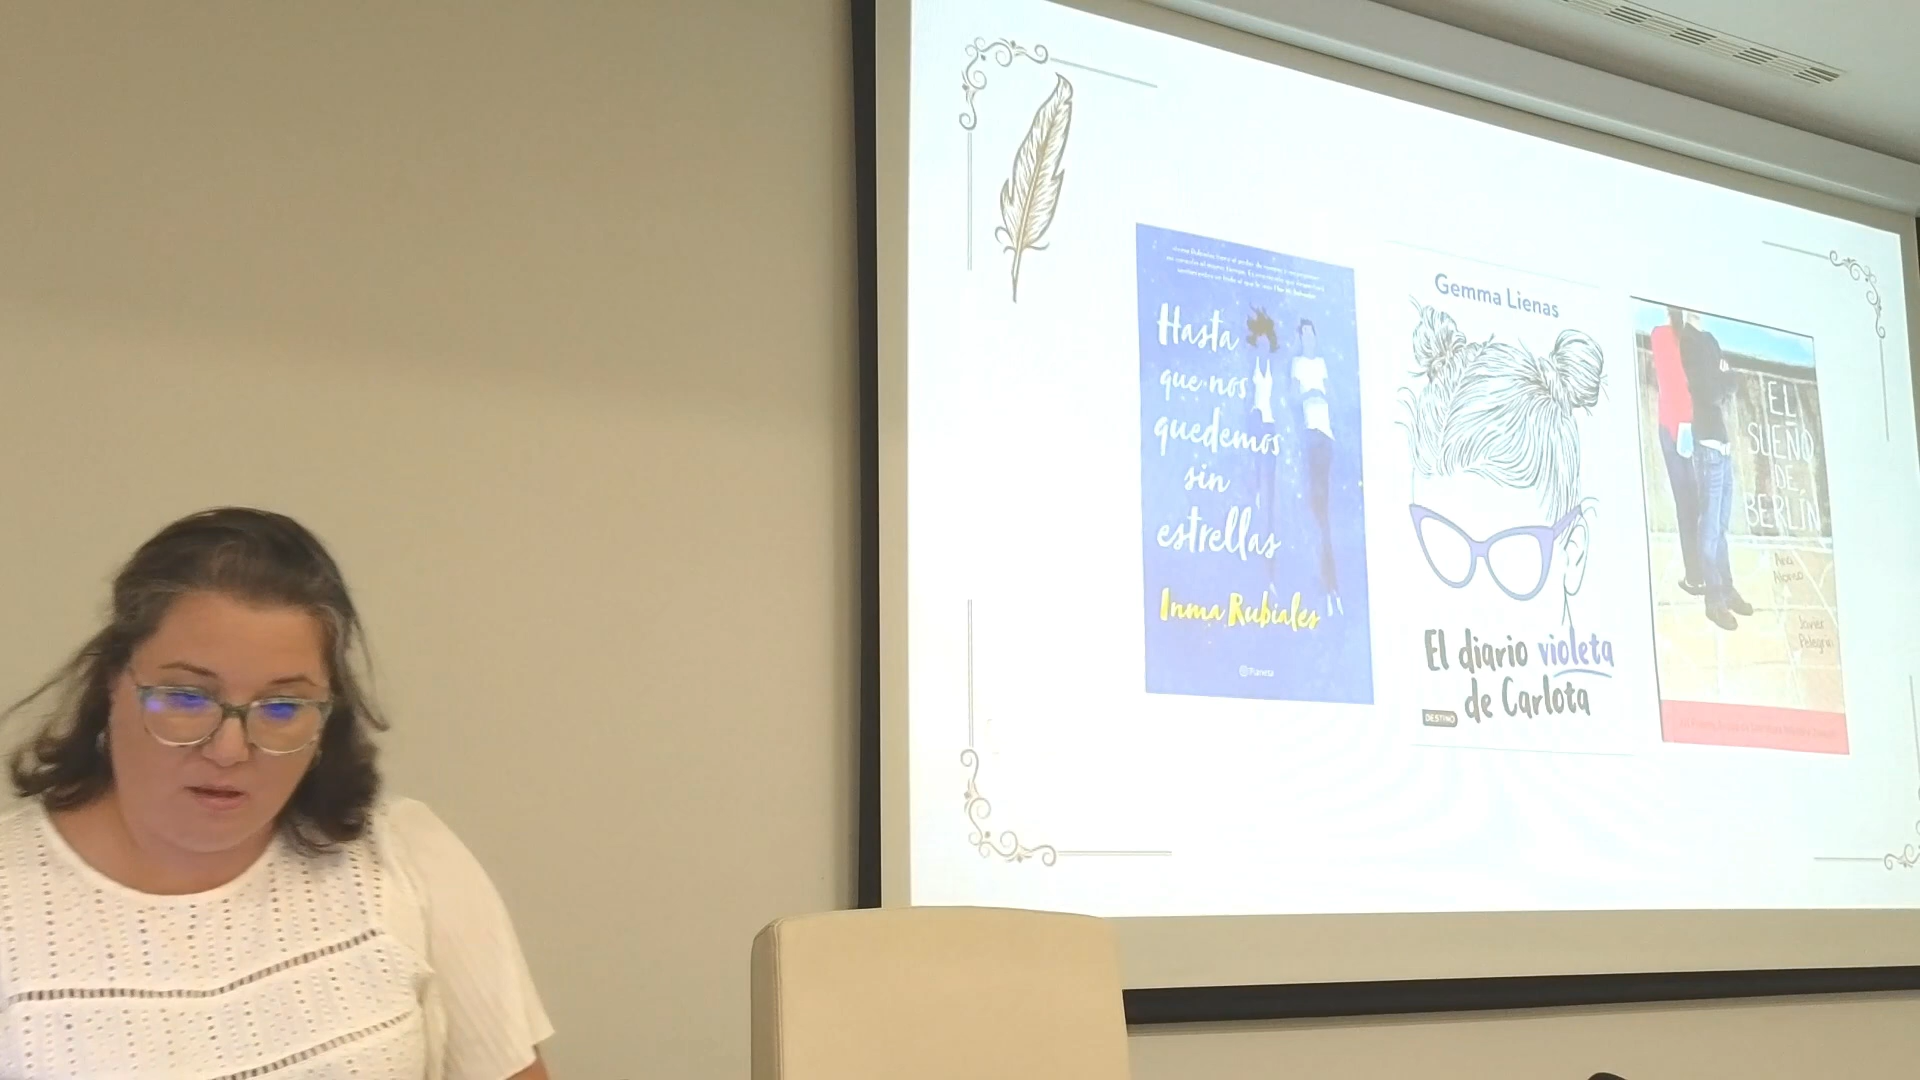 Hasta
que nos
quedemos
sin
estrellas
Inma Rubiales
Planeta
Gemma Lienas
El diario violeta
de Carlota
DESTINO
EL
SUEÑO
DE
BERLÍN
Ana
Alonso
Javier
Pelegrín